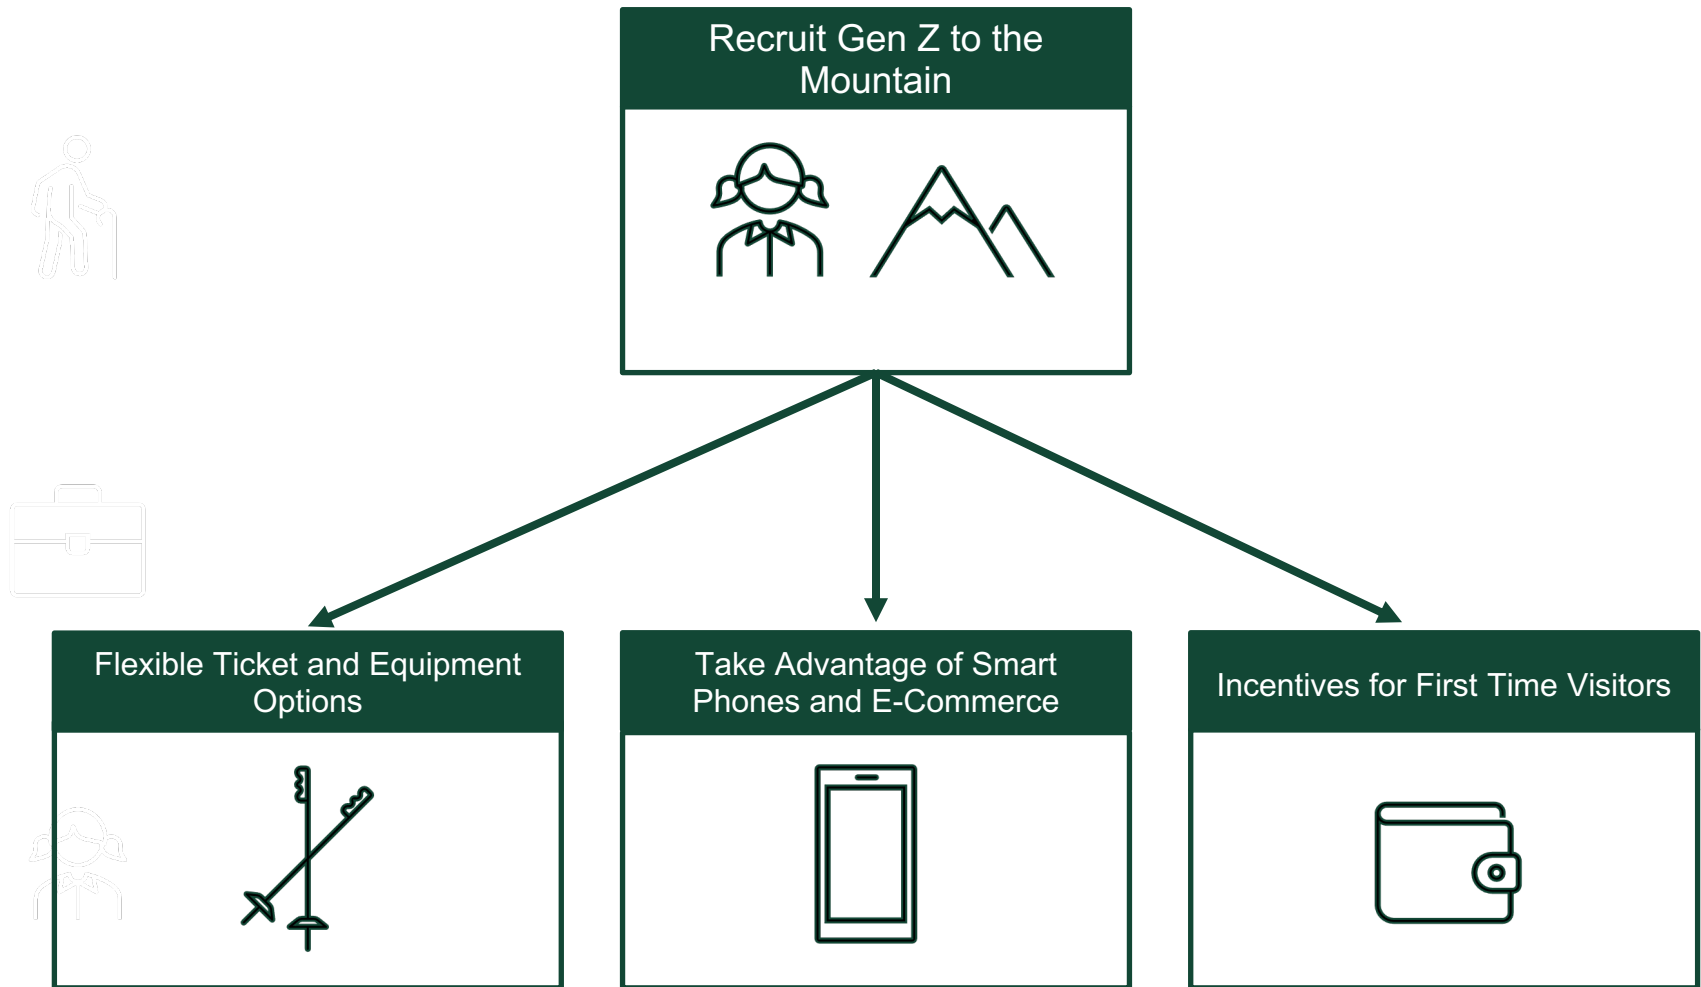 Recruit Gen Z to the
Mountain
Flexible Ticket and Equipment
Options
Take Advantage of Smart
Phones and E-Commerce
Incentives for First Time Visitors